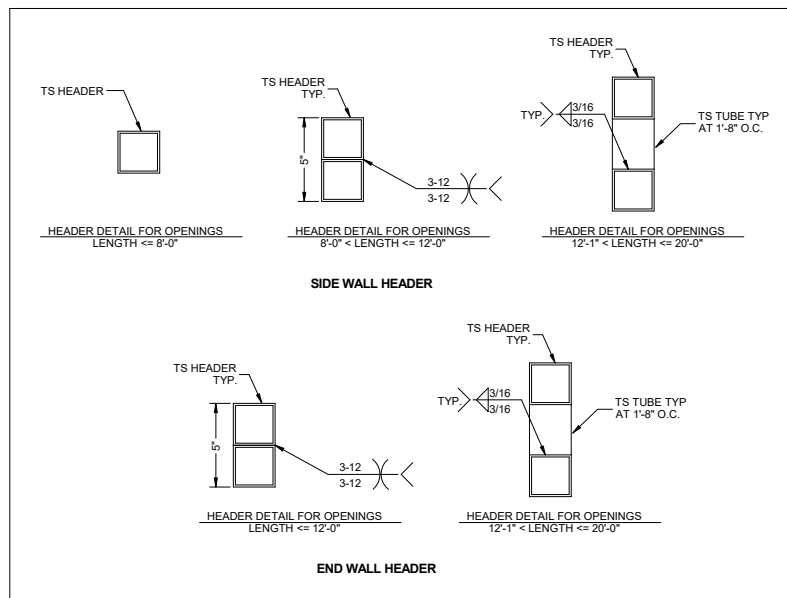 TS HEADER
TS HEADER
TYP.
5"
3-12
3-12
TS HEADER
TYP.
TYP.
3/16
3/16
TS TUBE TYP
AT 1'-8" O.C.
HEADER DETAIL FOR OPENINGS
LENGTH <= 8'-0"
HEADER DETAIL FOR OPENINGS
8'-0" < LENGTH <= 12'-0"
HEADER DETAIL FOR OPENINGS
12'-1" < LENGTH <= 20'-0"
SIDE WALL HEADER
TS HEADER
TYP.
5"
3-12
3-12
TS HEADER
TYP.
TYP.
3/16
3/16
TS TUBE TYP
AT 1'-8" O.C.
HEADER DETAIL FOR OPENINGS
LENGTH <= 12'-0"
HEADER DETAIL FOR OPENINGS
12'-1" < LENGTH <= 20'-0"
END WALL HEADER